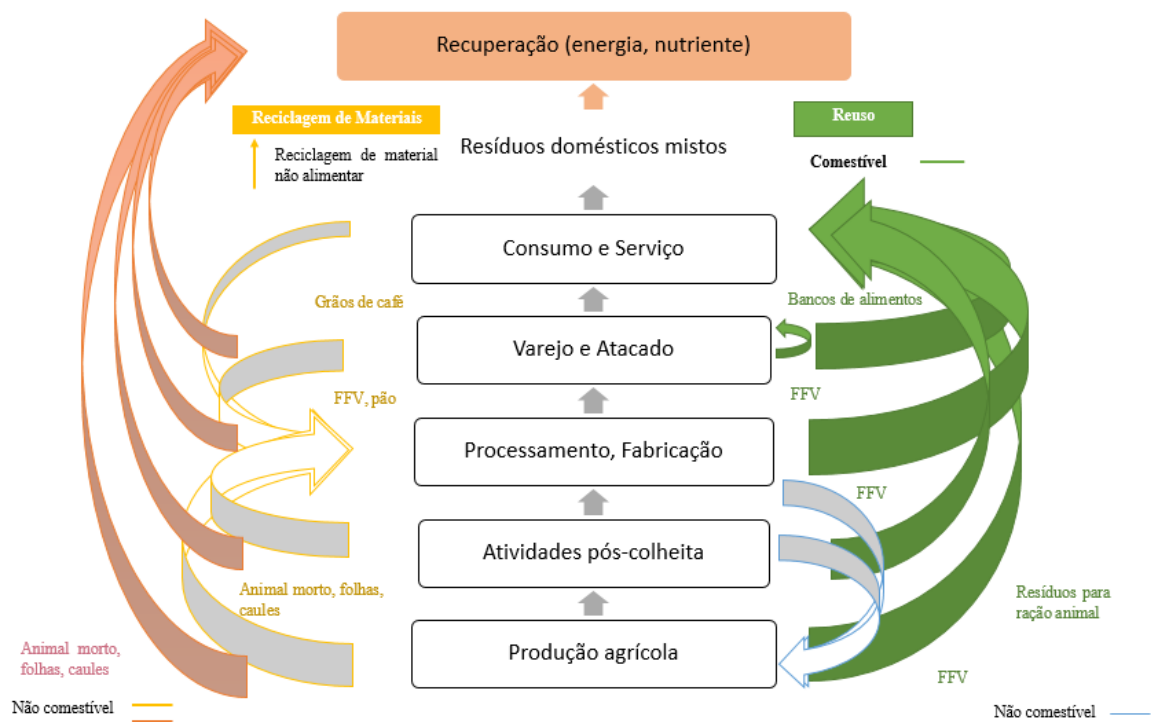 Recuperação (energia, nutriente)
Reciclagem de Materiais
Reuso
Reciclagem de material
não alimentar
Resíduos domésticos mistos
Comestível
Consumo e Serviço
Grãos de café
Bancos de alimentos
Varejo e Atacado
FFV, pão
FFV
Processamento, Fabricação
FFV
Atividades pós-colheita
Animal morto, folhas,
caules
Resíduos para
ração animal
Produção agrícola
Animal morto,
folhas, caules
FFV
Não comestível
Não comestível